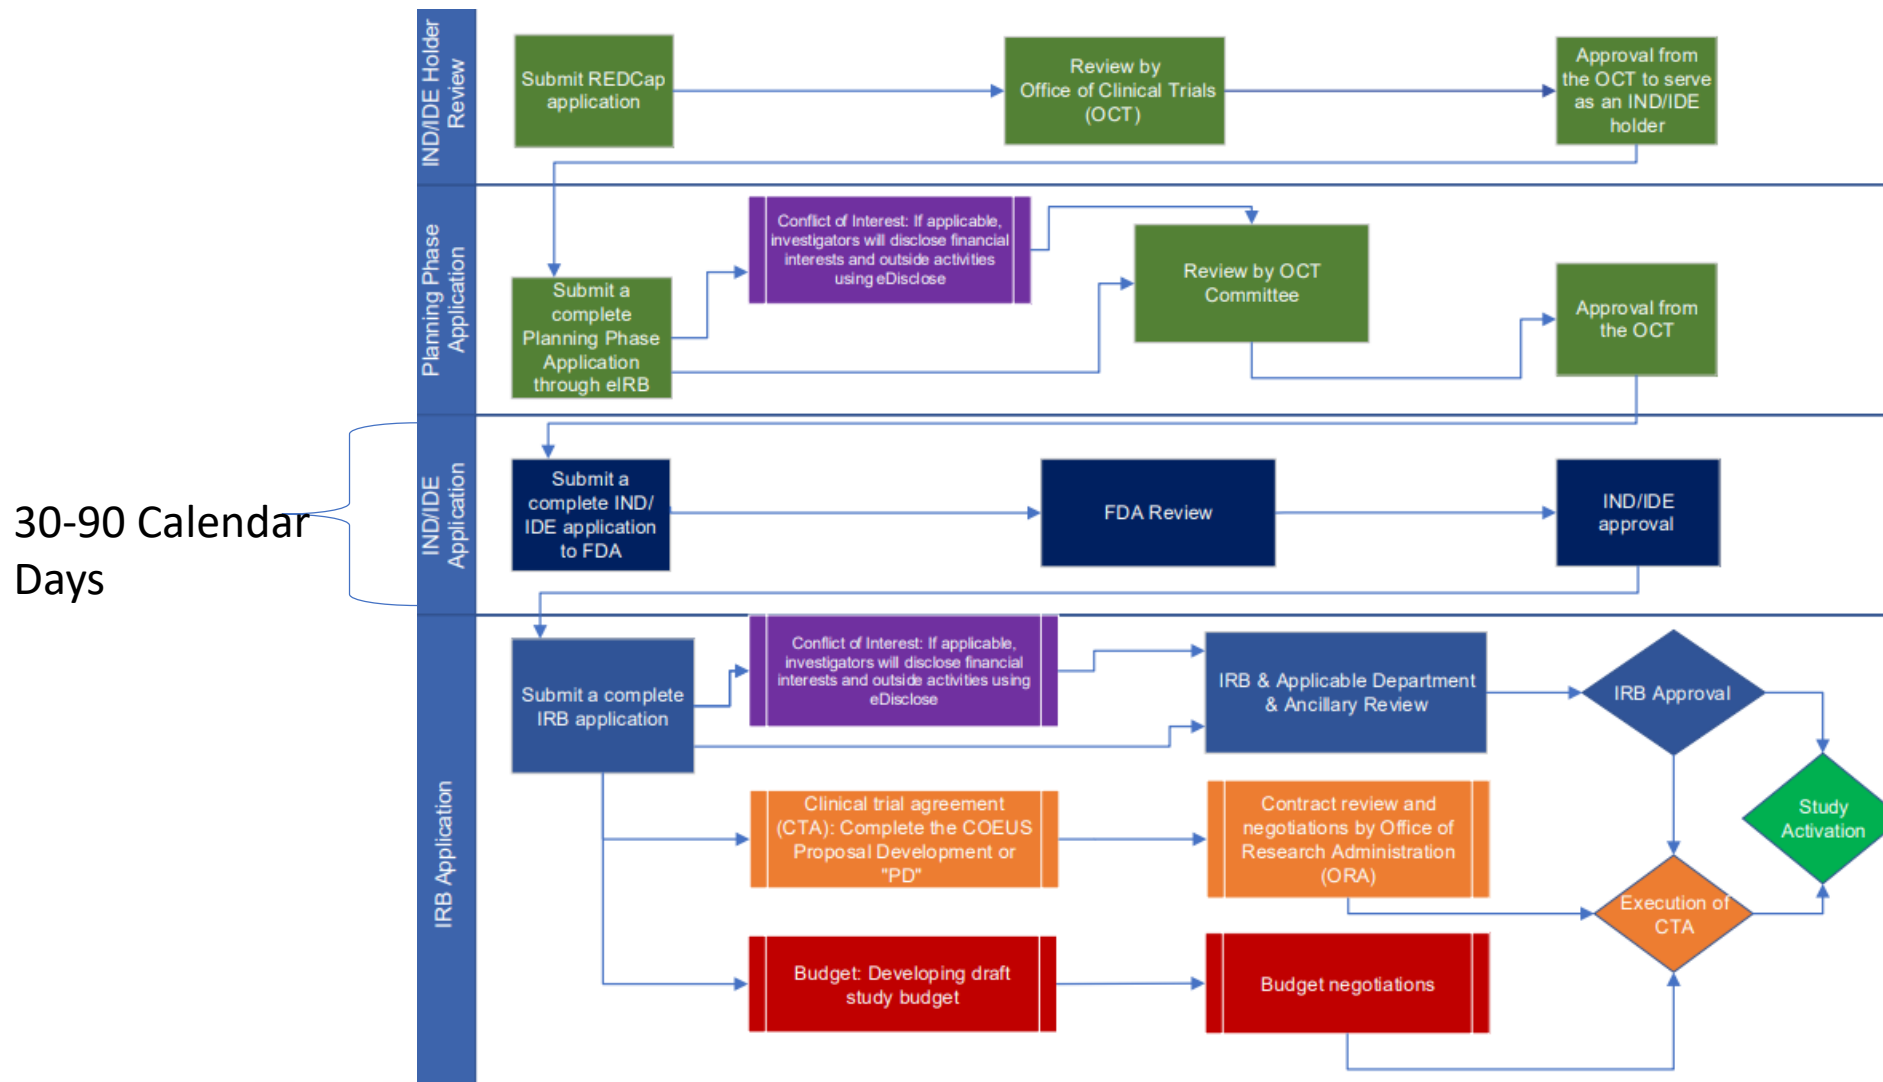 IND/IDE Holder
Review
Submit REDCap
application
Review by
Office of Clinical Trials
(OCT)
Approval from
the OCT to serve
as an IND/IDE
holder
Planning Phase
Application
Submit a
complete
Planning Phase
Application
through eIRB
Conflict of Interest: If applicable,
investigators will disclose financial
interests and outside activities
using eDisclose
Review by OCT
Committee
Approval from
the OCT
30-90 Calendar
Days
IND/IDE
Application
Submit a
complete IND/
IDE application
to FDA
FDA Review
IND/IDE
approval
IRB Application
Submit a complete
IRB application
Conflict of Interest: If applicable,
investigators will disclose financial
interests and outside activities using
eDisclose
IRB & Applicable Department
& Ancillary Review
IRB Approval
Clinical trial agreement
(CTA): Complete the COEUS
Proposal Development or
"PD"
Contract review and
negotiations by Office of
Research Administration
(ORA)
Study
Activation
Execution of
CTA
Budget: Developing draft
study budget
Budget negotiations